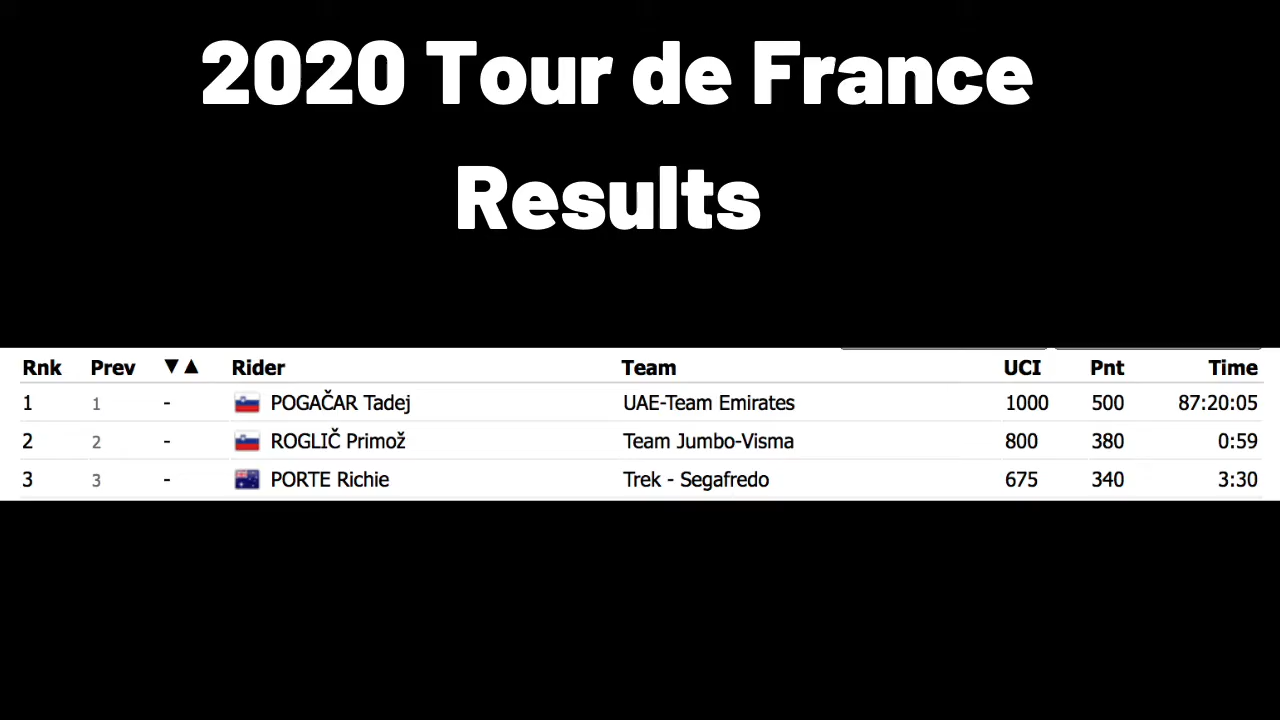 2020 Tour de France
Results
Rnk Prev ▼▲ Rider Team UCI Pnt Time
1 1 - POGAČAR Tadej UAE-Team Emirates 1000 500 87:20:05
2 2 - ROGLIČ Primož Team Jumbo-Visma 800 380 0:59
3 3 - PORTE Richie Trek - Segafredo 675 340 3:30